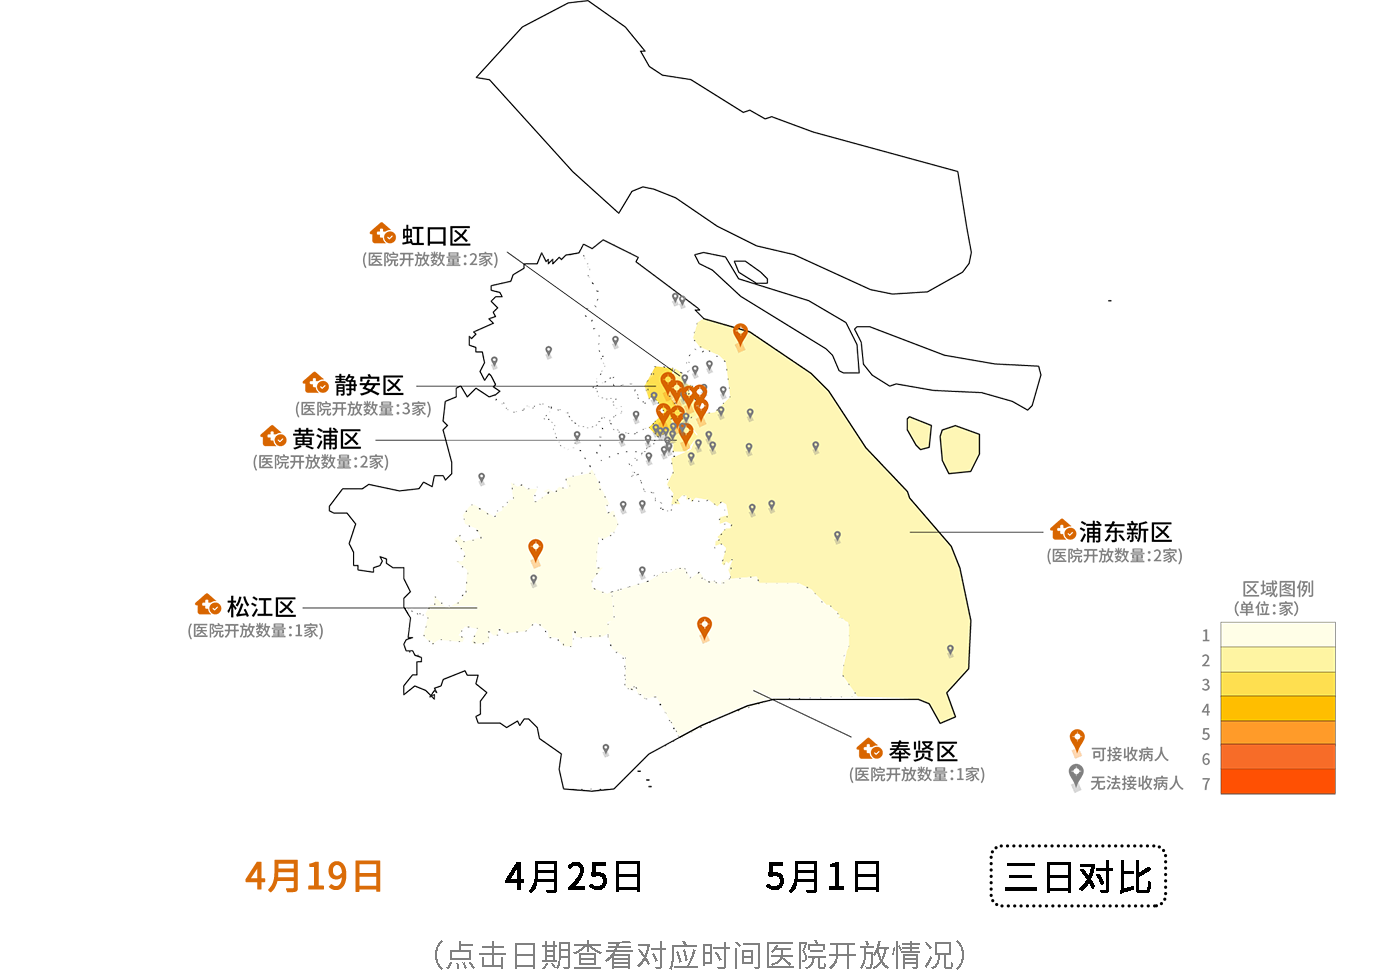 虹口区
(医院开放数量:2家)
静安区
(医院开放数量:3家)
黄浦区
(医院开放数量:2家)
浦东新区
(医院开放数量:2家)
松江区
(医院开放数量:1家)
奉贤区
(医院开放数量:1家)
区域图例
(单位:家)
1
2
3
4
5
6
7
可接收病人
无法接收病人
4月19日
4月25日
5月1日
三日对比
(点击日期查看对应时间医院开放情况)